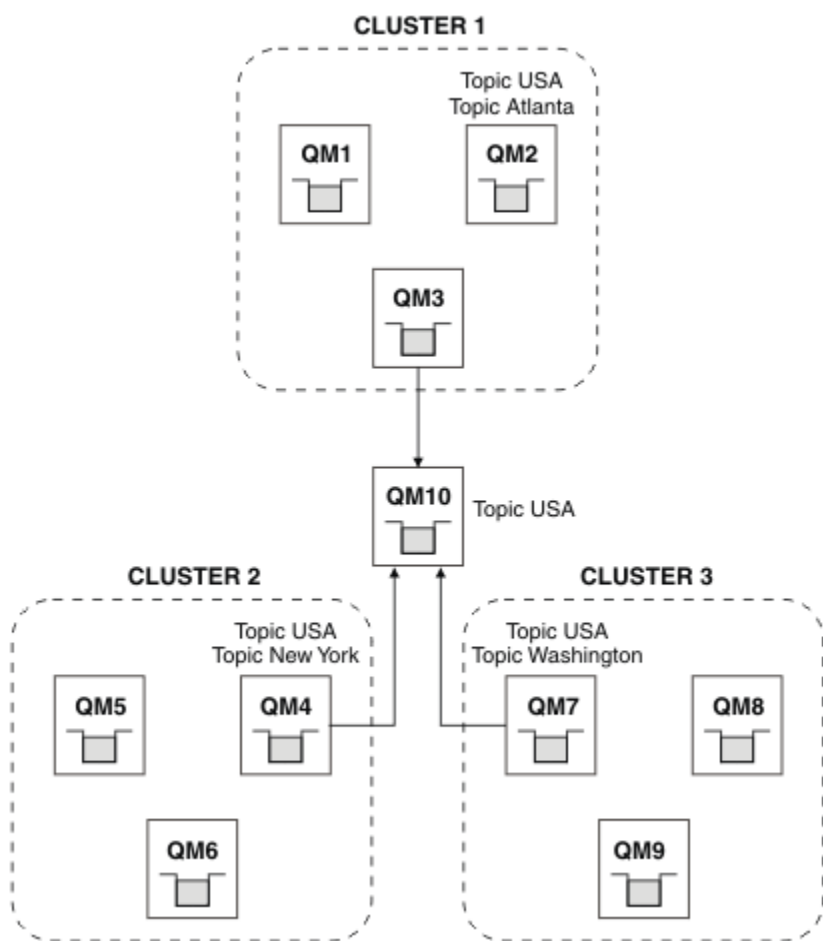 CLUSTER 1
Topic USA
Topic Atlanta
QM1
QM2
QM3
QM10
Topic USA
CLUSTER 2
Topic USA
Topic New York
QM5
QM4
QM6
CLUSTER 3
Topic USA
Topic Washington
QM7
QM8
QM9